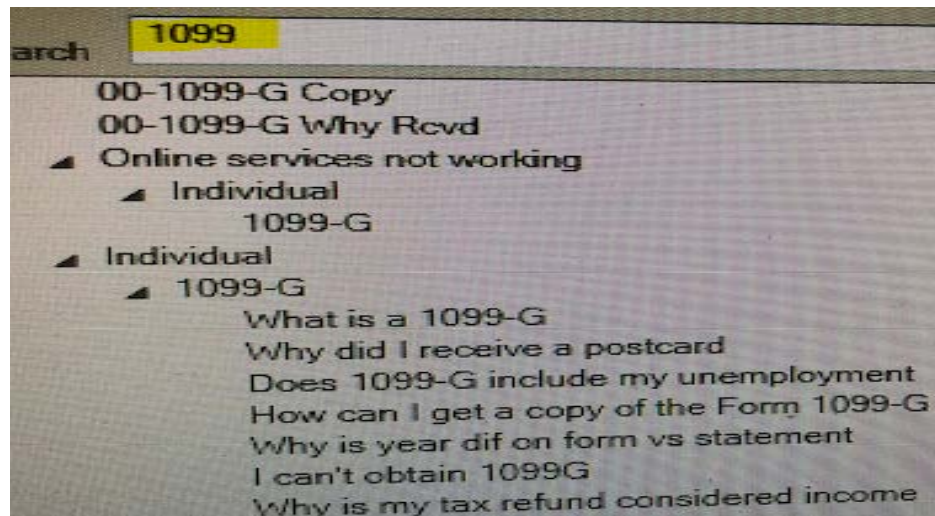 arch 1099
00-1099-G Copy
00-1099-G Why Rcvd
Online services not working
Individual
1099-G
Individual
1099-G
What is a 1099-G
Why did I receive a postcard
Does 1099-G include my unemployment
How can I get a copy of the Form 1099-G
Why is year dif on form vs statement
I can't obtain 1099G
Why is my tax refund considered income